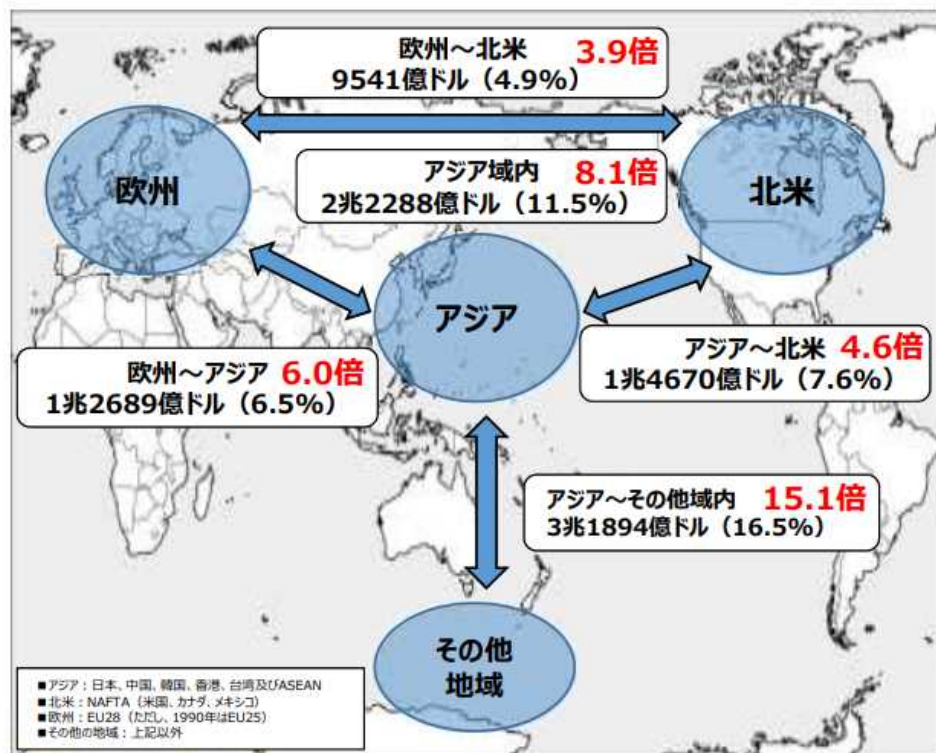 欧州~北米 3.9倍
9541億ドル(4.9%)
アジア域内 8.1倍
2兆2288億ドル(11.5%)
欧州
北米
アジア
欧州~アジア 6.0倍
1兆2689億ドル(6.5%)
アジア~北米 4.6倍
1兆4670億ドル(7.6%)
アジア~その他域内 15.1倍
3兆1894億ドル(16.5%)
その他
地域
■アジア:日本、中国、韓国、香港、台湾及びASEAN
■北米:NAFTA(米国、カナダ、メキシコ)
■欧州:EU28(ただし、1990年はEU25)
■その他の地域:上記以外